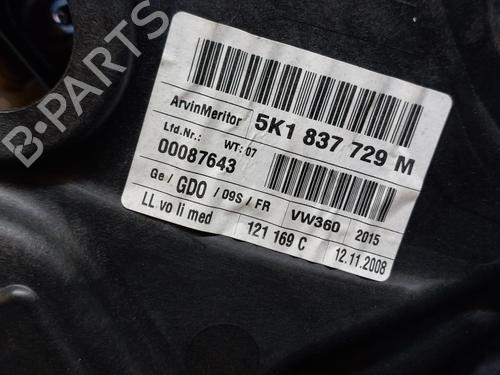 B-PARTS
ArvinMeritor 5K1 837 729 M
Lfd.Nr.: WT: 07
00087643
Ge / GDO / 09S / FR VW360 2015
LL vo li med 121 169 C 12.11.2008